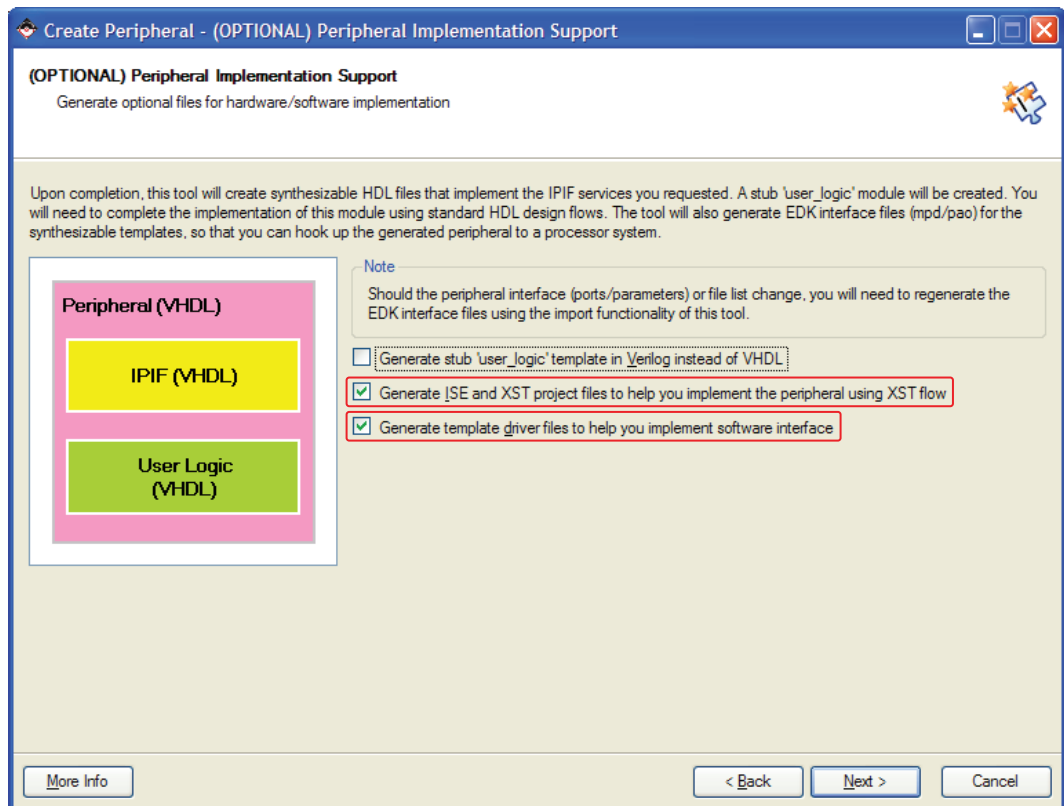 Create Peripheral - (OPTIONAL) Peripheral Implementation Support
(OPTIONAL) Peripheral Implementation Support
Generate optional files for hardware/software implementation
Upon completion, this tool will create synthesizable HDL files that implement the IPIF services you requested. A stub 'user_logic' module will be created. You
will need to complete the implementation of this module using standard HDL design flows. The tool will also generate EDK interface files (mpd/pao) for the
synthesizable templates, so that you can hook up the generated peripheral to a processor system.
Peripheral (VHDL)
IPIF (VHDL)
User Logic
(VHDL)
Note
Should the peripheral interface (ports/parameters) or file list change, you will need to regenerate the
EDK interface files using the import functionality of this tool.
Generate stub 'user_logic' template in Verilog instead of VHDL
Generate ISE and XST project files to help you implement the peripheral using XST flow
Generate template driver files to help you implement software interface
More Info
< Back
Next >
Cancel